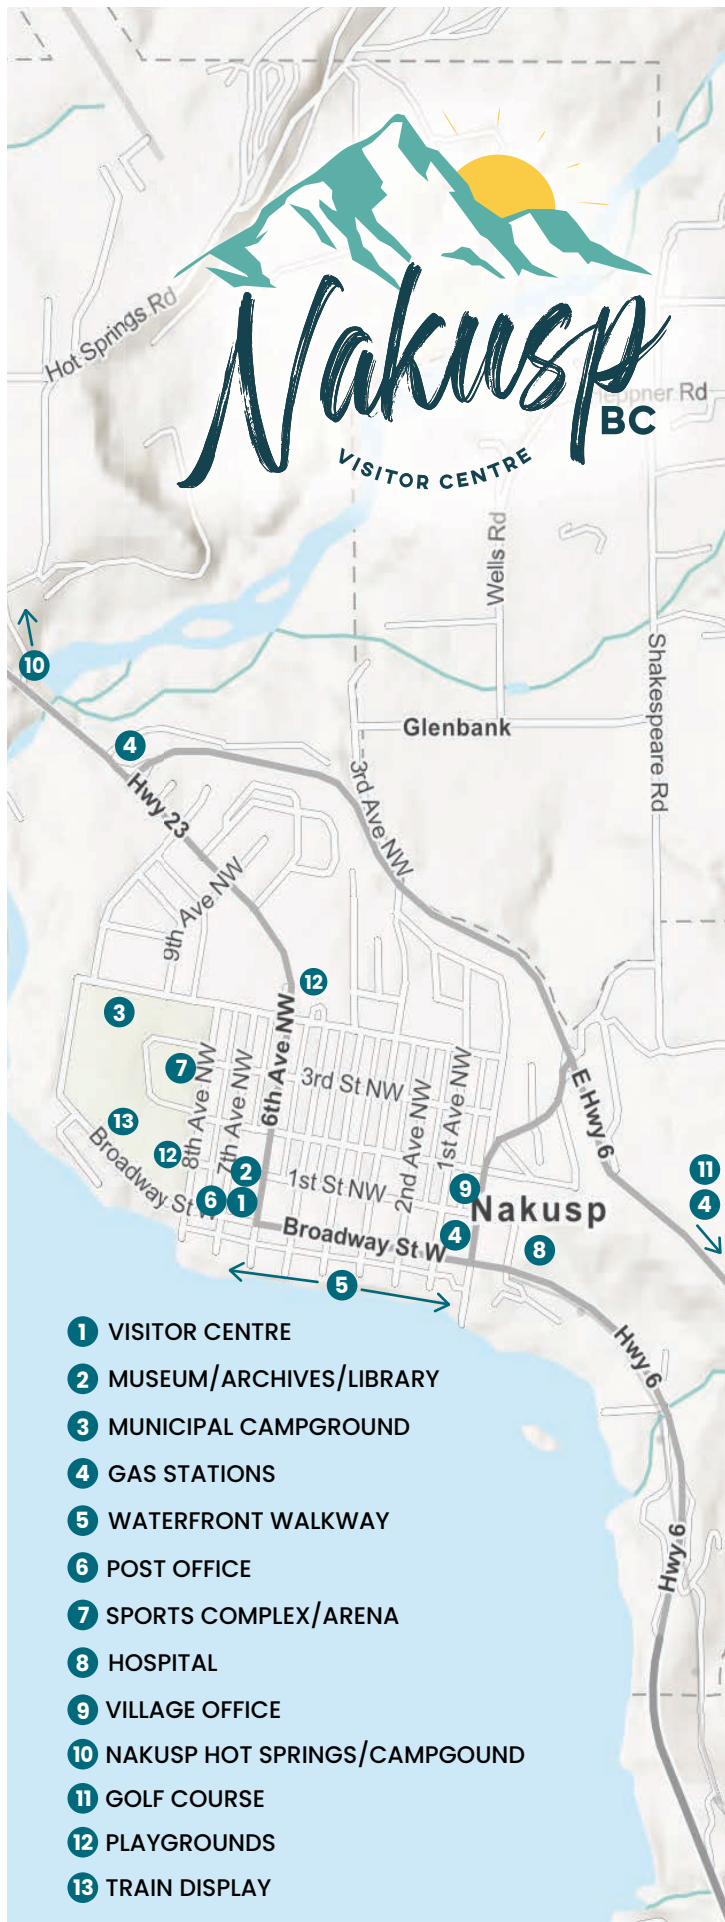 Hot Springs Rd
Nakusp
BC
VISITOR CENTRE
Heppner Rd
Wells Rd
Shakespeare Rd
10
Glenbank
4
Hwy 23
3rd Ave NW
9th Ave NW
12
3
6th Ave NW
7
8th Ave NW
7th Ave NW
3rd St NW
2nd Ave NW
1st Ave NW
E Hwy 6
13
12
Broadway St W
2
6
1
1st St NW
9
Nakusp
11
4
Broadway St W
4
8
5
Hwy 6
Hwy 6
1 VISITOR CENTRE
2 MUSEUM/ARCHIVES/LIBRARY
3 MUNICIPAL CAMPGROUND
4 GAS STATIONS
5 WATERFRONT WALKWAY
6 POST OFFICE
7 SPORTS COMPLEX/ARENA
8 HOSPITAL
9 VILLAGE OFFICE
10 NAKUSP HOT SPRINGS/CAMPGOUND
11 GOLF COURSE
12 PLAYGROUNDS
13 TRAIN DISPLAY